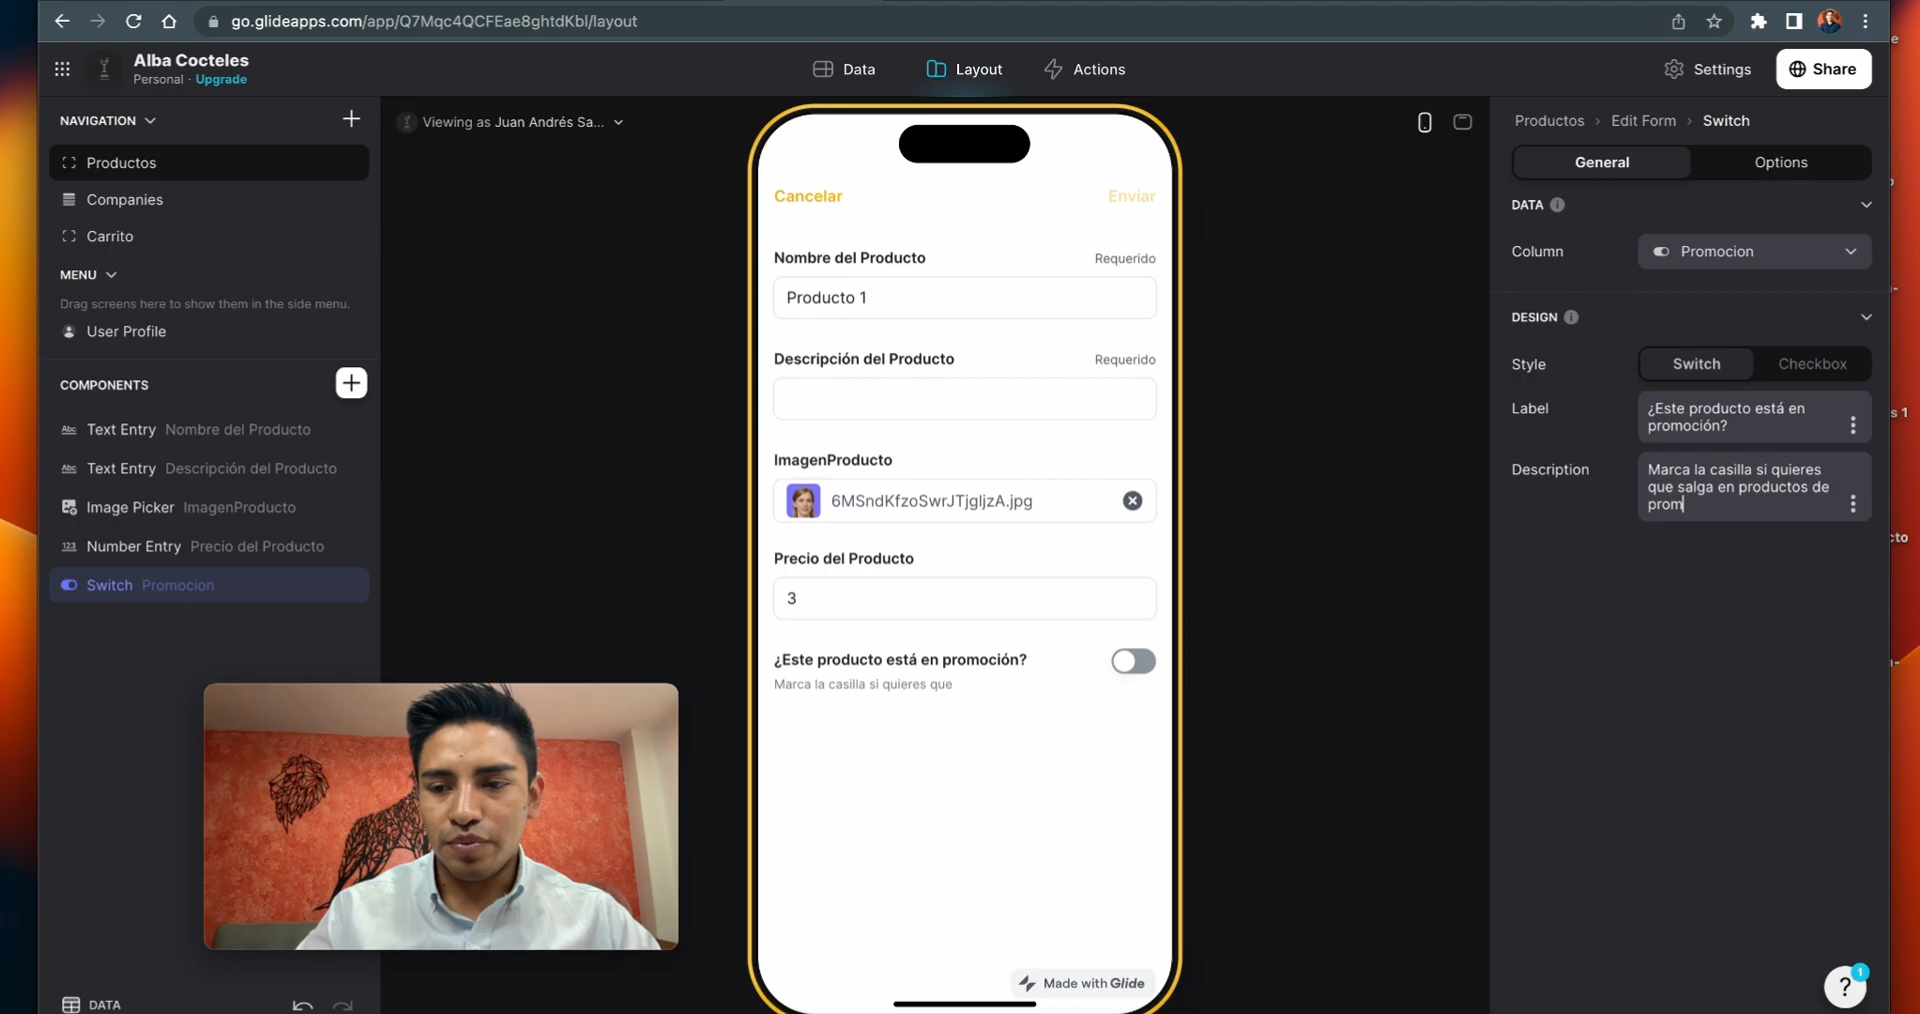 go.glideapps.com/app/Q7Mqc4QCFEae8ghtdKbl/layout
Alba Cocteles
Personal · Upgrade
Data
Layout
Actions
Settings
Share
NAVIGATION
Productos
Companies
Carrito
MENU
Drag screens here to show them in the side menu.
User Profile
COMPONENTS
Text Entry Nombre del Producto
Text Entry Descripción del Producto
Image Picker ImagenProducto
Number Entry Precio del Producto
Switch Promocion
DATA
Viewing as Juan Andrés Sa...
Cancelar
Enviar
Nombre del Producto
Requerido
Producto 1
Descripción del Producto
Requerido
ImagenProducto
6MSndKfzoSwrJTjgIjzA.jpg
Precio del Producto
3
¿Este producto está en promoción?
Marca la casilla si quieres que
Made with Glide
Productos › Edit Form › Switch
General
Options
DATA
Column
Promocion
DESIGN
Style
Switch
Checkbox
Label
¿Este producto está en
promoción?
Description
Marca la casilla si quieres
que salga en productos de
prom
?
1